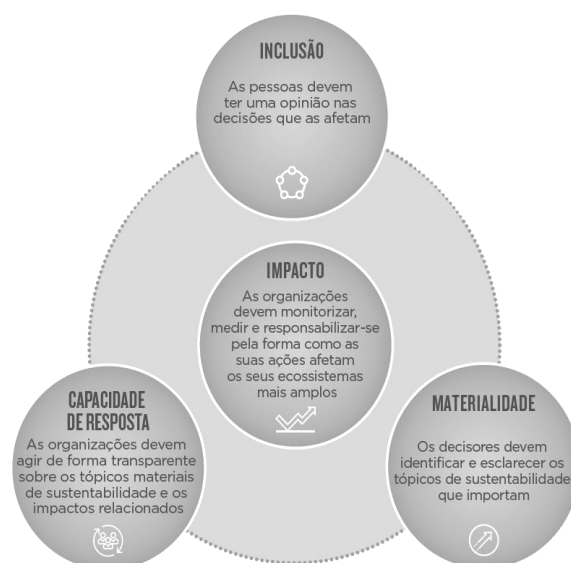 INCLUSÃO
As pessoas devem
ter uma opinião nas
decisões que as afetam
IMPACTO
As organizações
devem monitorizar,
medir e responsabilizar-se
pela forma como as
suas ações afetam
os seus ecossistemas
mais amplos
CAPACIDADE
DE RESPOSTA
As organizações devem
agir de forma transparente
sobre os tópicos materiais
de sustentabilidade e os
impactos relacionados
MATERIALIDADE
Os decisores devem
identificar e esclarecer os
tópicos de sustentabilidade
que importam